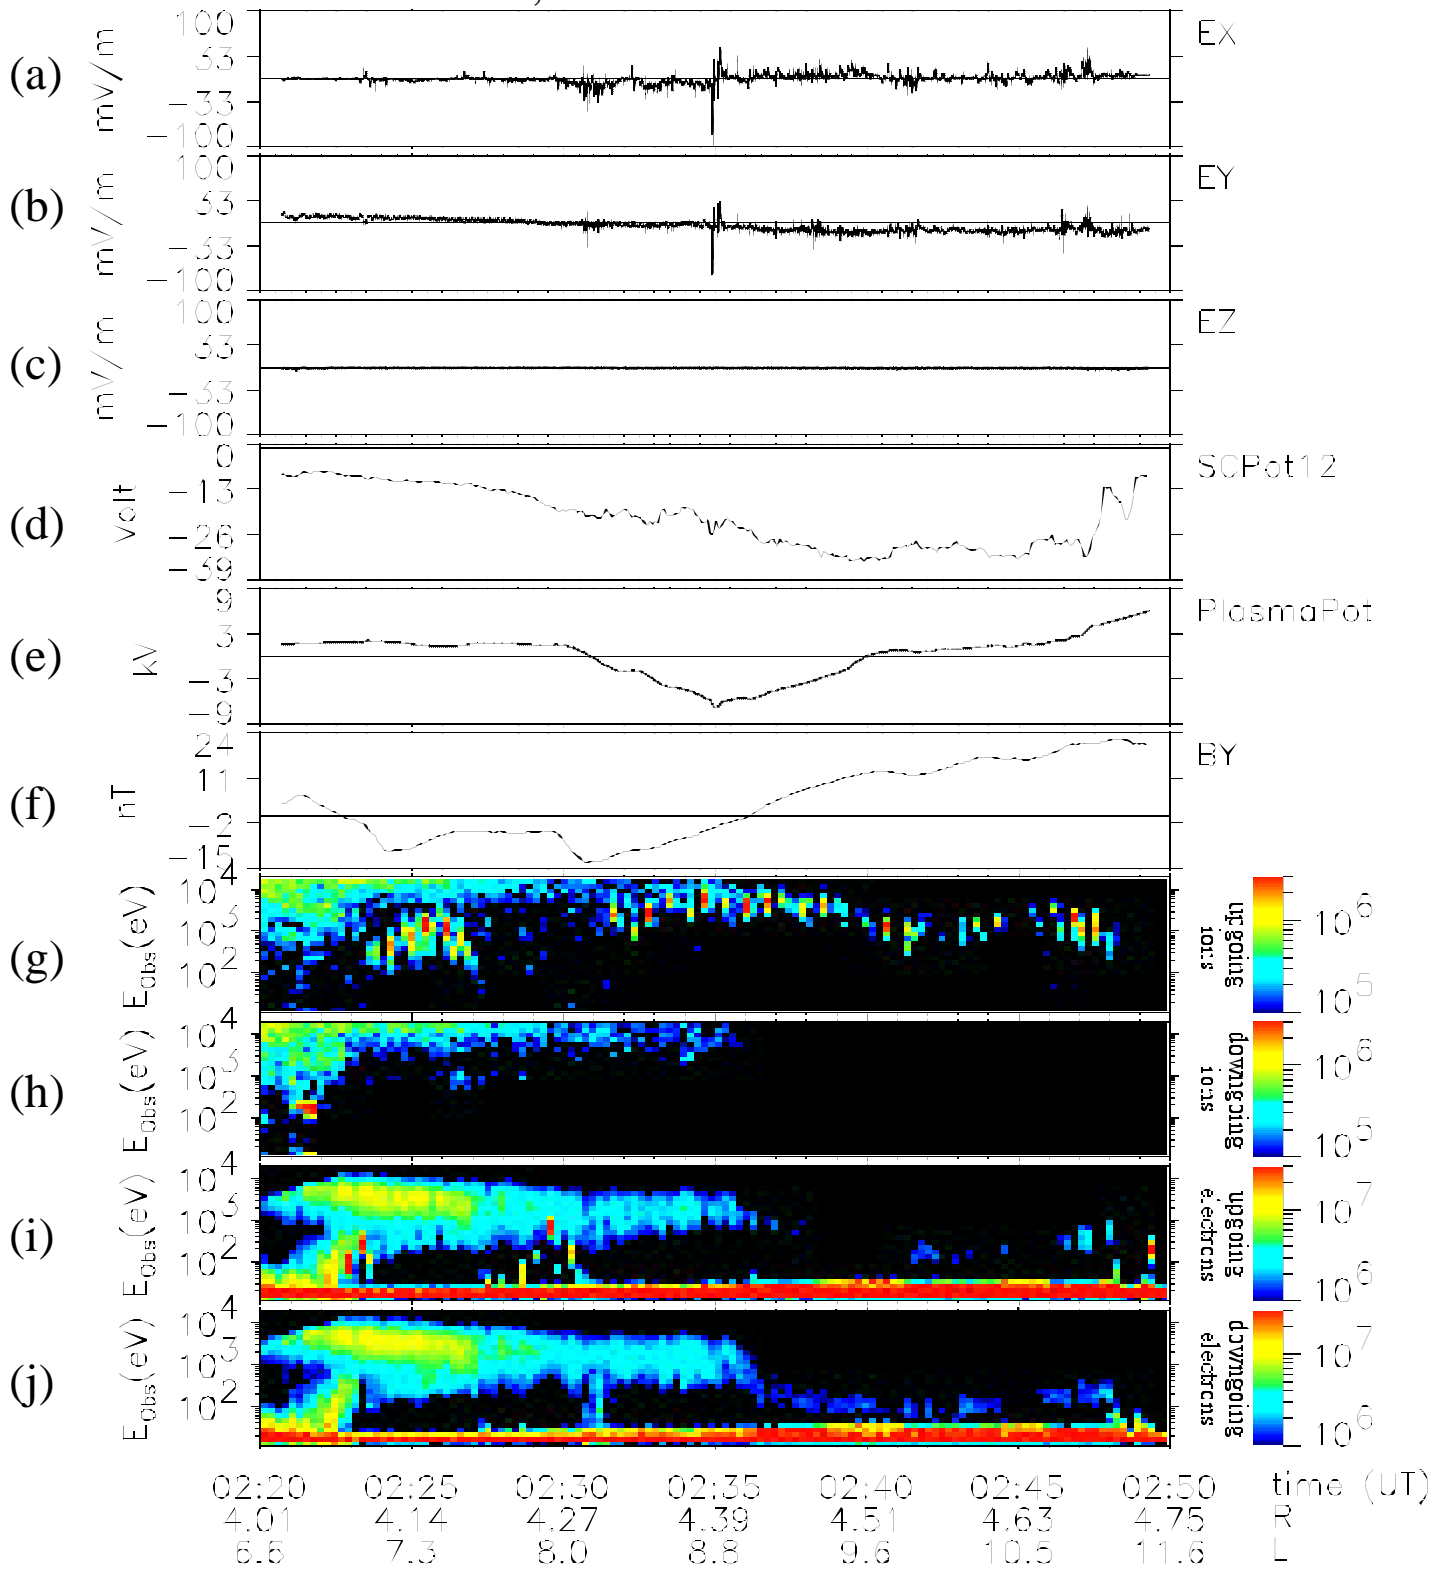 100
33
-33
-100
(a)
mV/m
EX
100
33
-33
-100
(b)
mV/m
EY
100
33
-33
-100
(c)
mV/m
EZ
0
-13
-26
-39
(d)
Volt
SCPot12
9
3
-3
-9
(e)
kV
PlasmaPot
24
11
-2
-15
(f)
nT
BY
10^4
10^3
10^2
(g)
E_Obs(eV)
upgoing
ions
10^6
10^5
10^4
10^3
10^2
(h)
E_Obs(eV)
downgoing
ions
10^6
10^5
10^4
10^3
10^2
(i)
E_Obs(eV)
upgoing
electrons
10^7
10^6
10^4
10^3
10^2
(j)
E_Obs(eV)
downgoing
electrons
10^7
10^6
02:20 02:25 02:30 02:35 02:40 02:45 02:50 time (UT)
4.01 4.14 4.27 4.39 4.51 4.63 4.75 R
6.6 7.3 8.0 8.8 9.6 10.5 11.6 L